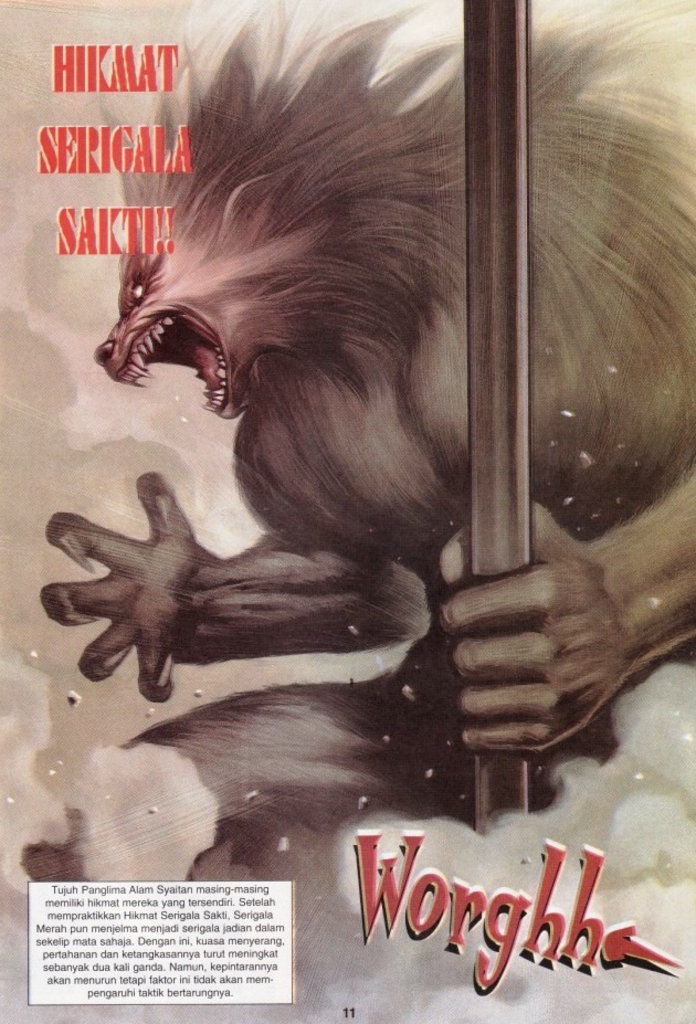 HIKMAT
SERIGALA
SAKTI!!
Tujuh Panglima Alam Syaitan masing-masing
memiliki hikmat mereka yang tersendiri. Setelah
mempraktikkan Hikmat Serigala Sakti, Serigala
Merah pun menjelma menjadi serigala jadian dalam
sekelip mata sahaja. Dengan ini, kuasa menyerang,
pertahanan dan ketangkasannya turut meningkat
sebanyak dua kali ganda. Namun, kepintarannya
akan menurun tetapi faktor ini tidak akan mem-
pengaruhi taktik bertarungnya.
Worghh
11